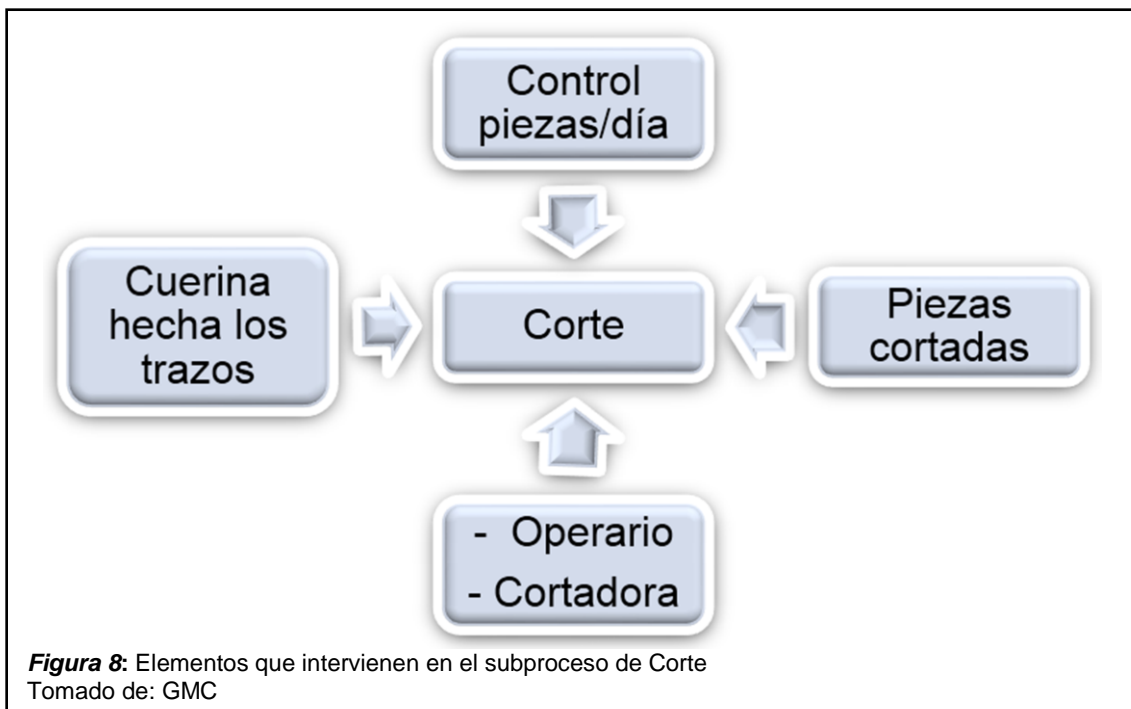 Control
piezas/día
Cuerina
hecha los
trazos
Corte
Piezas
cortadas
- Operario
- Cortadora
Figura 8: Elementos que intervienen en el subproceso de Corte
Tomado de: GMC